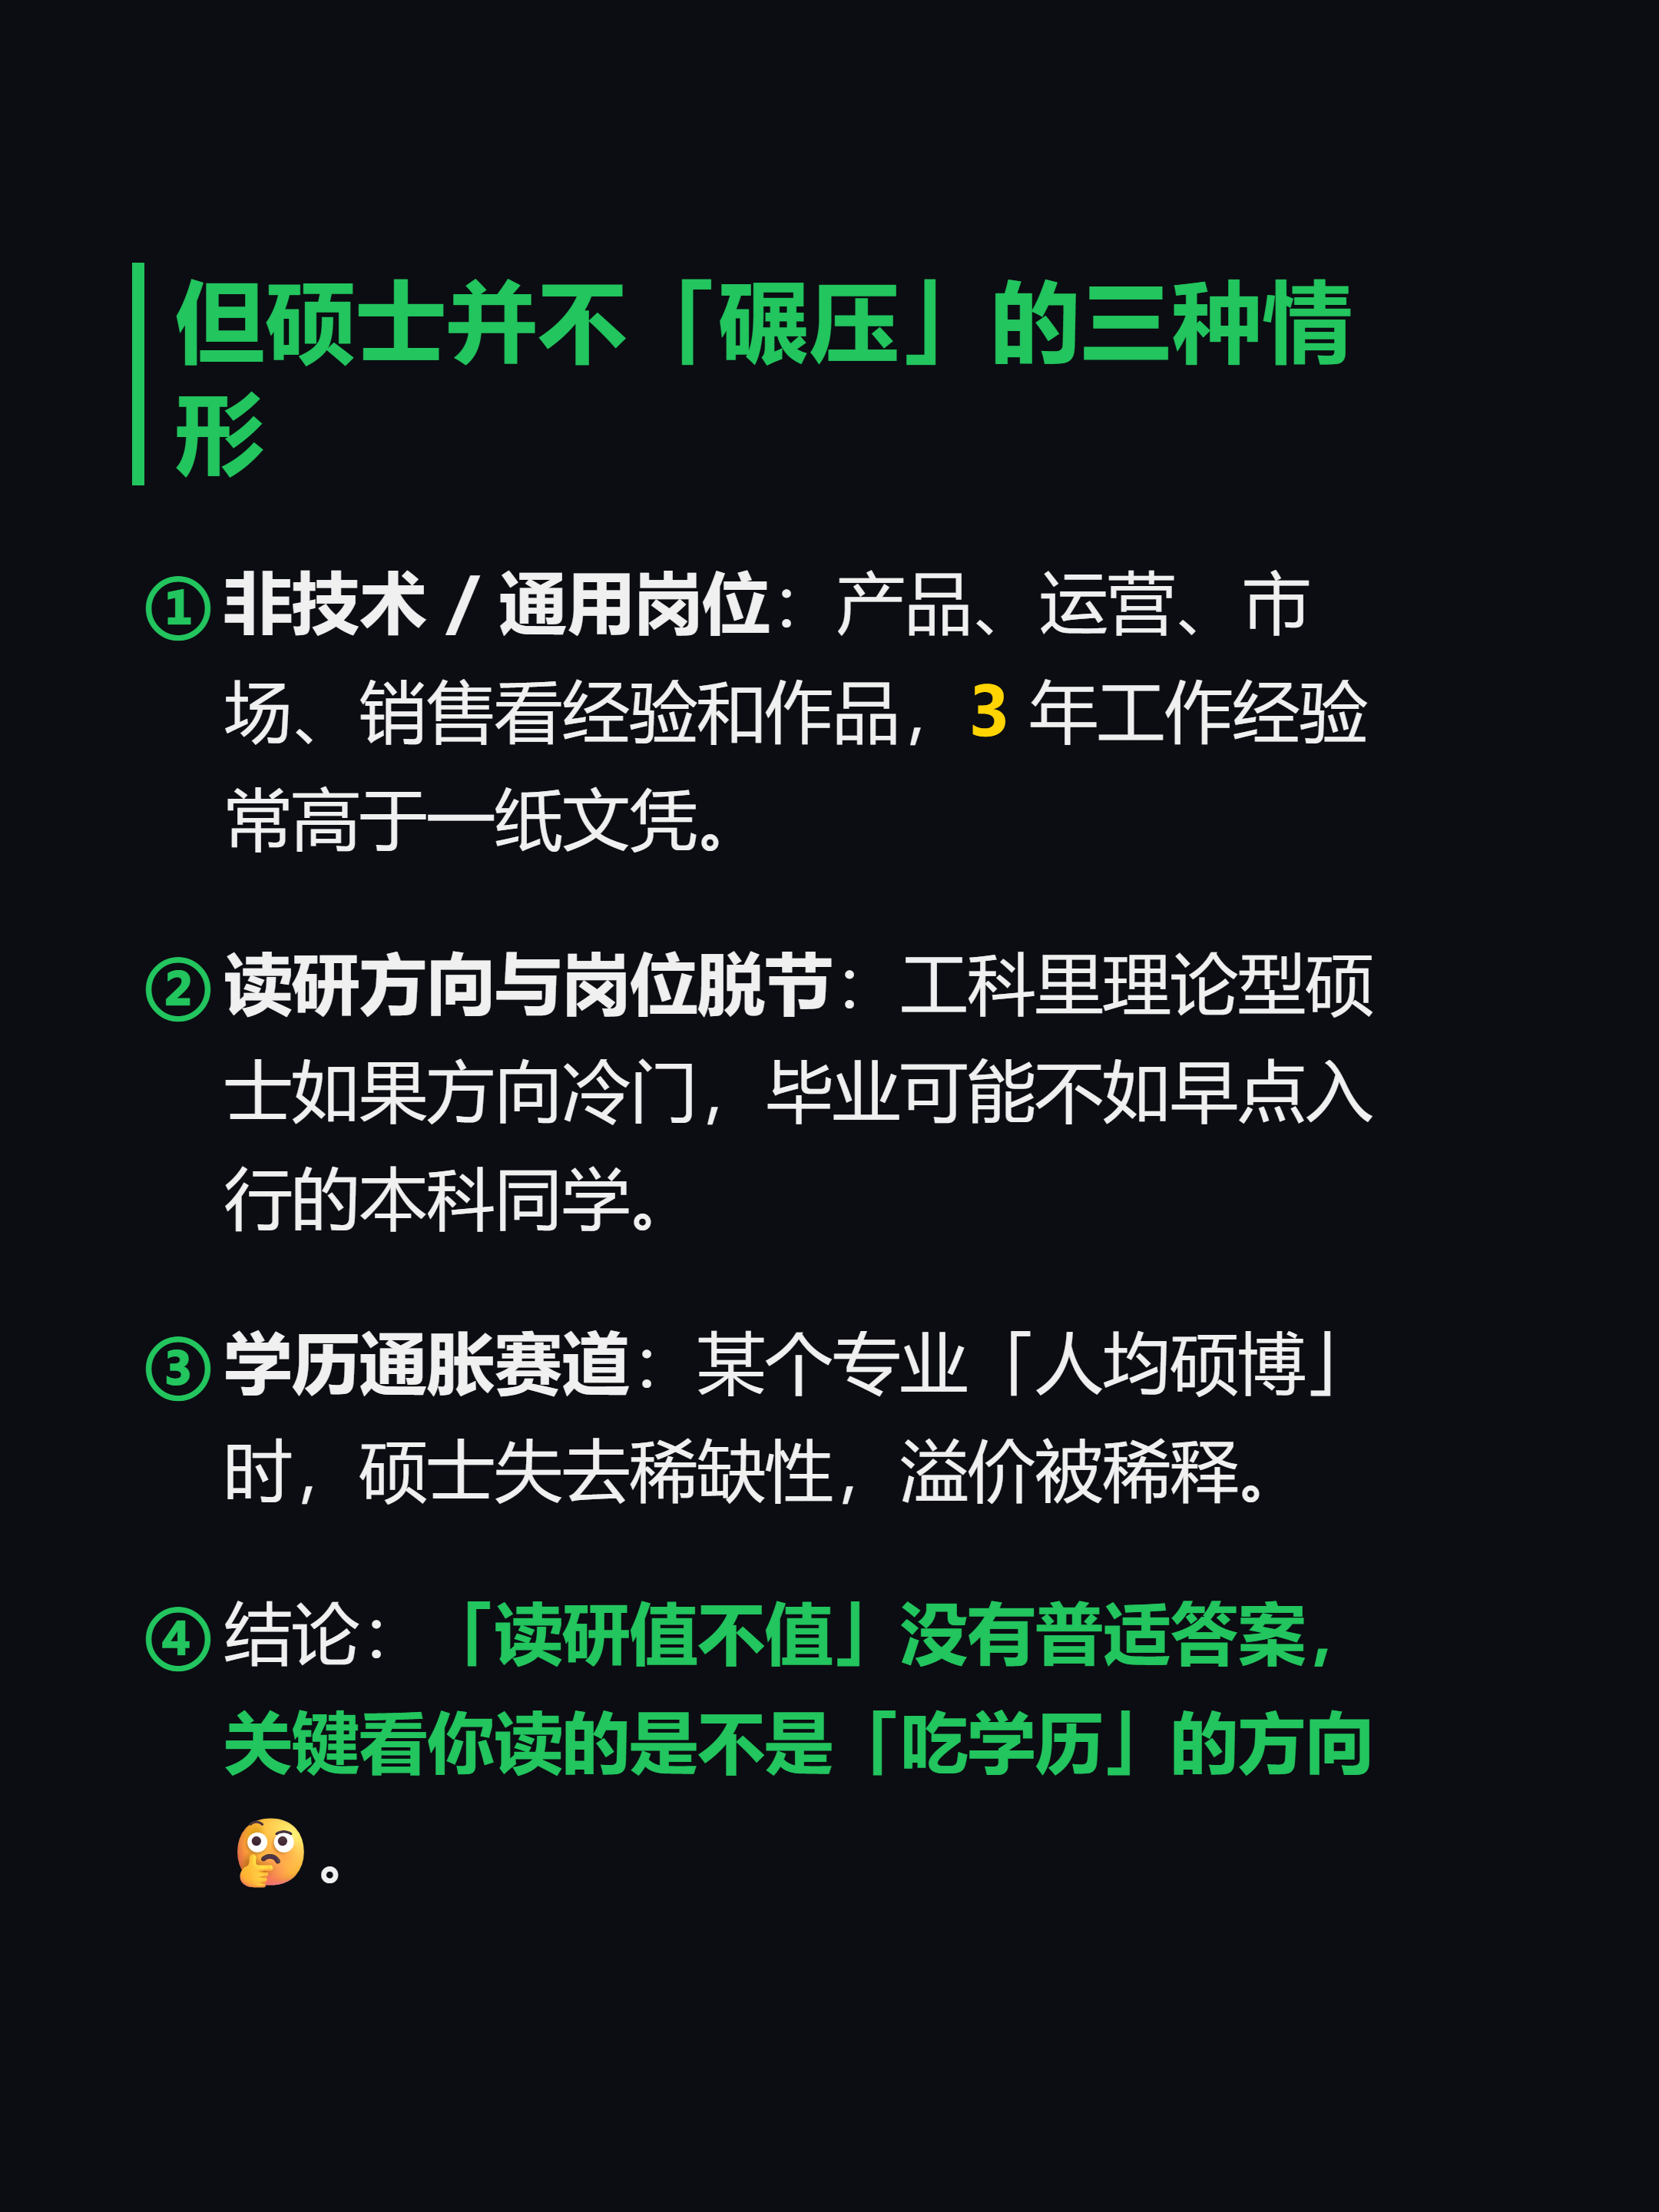 但硕士并不「碾压」的三种情
形
① 非技术 / 通用岗位：产品、运营、市
场、销售看经验和作品，3 年工作经验
常高于一纸文凭。
② 读研方向与岗位脱节：工科里理论型硕
士如果方向冷门，毕业可能不如早点入
行的本科同学。
③ 学历通胀赛道：某个专业「人均硕博」
时，硕士失去稀缺性，溢价被稀释。
④ 结论：「读研值不值」没有普适答案，
关键看你读的是不是「吃学历」的方向
🤔。